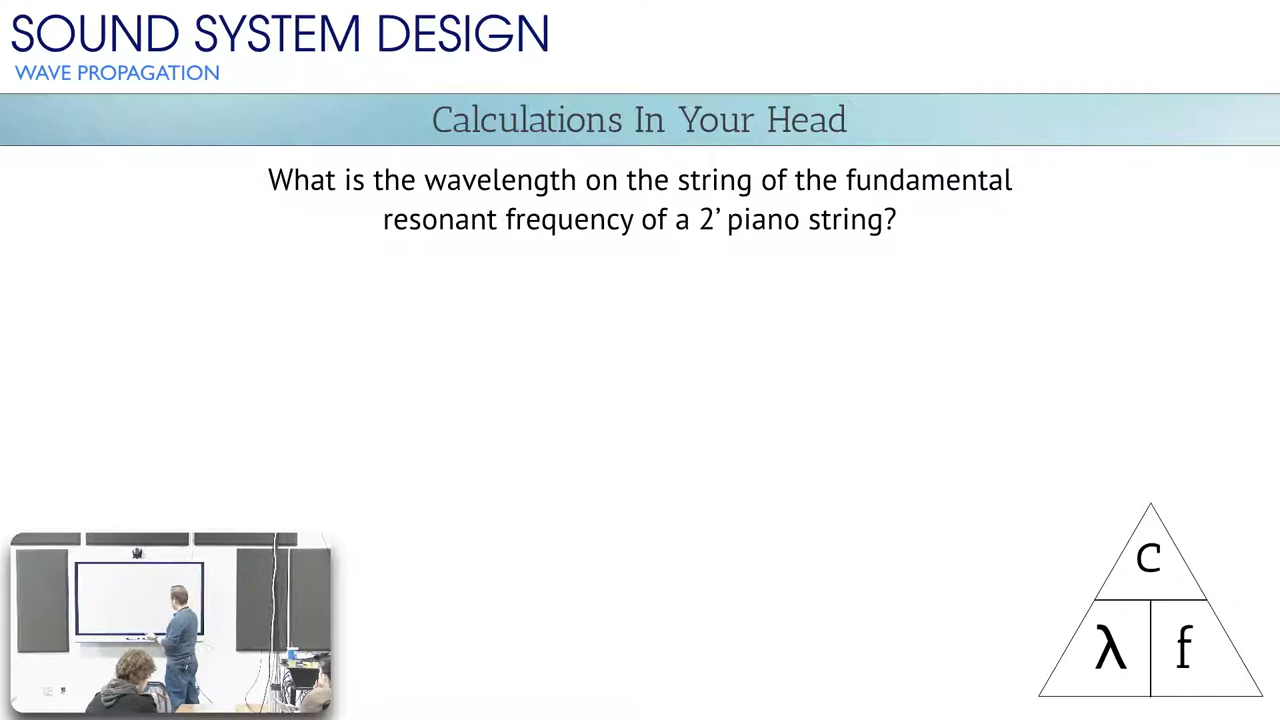 SOUND SYSTEM DESIGN
WAVE PROPAGATION
Calculations In Your Head
What is the wavelength on the string of the fundamental
resonant frequency of a 2’ piano string?
c
λ f